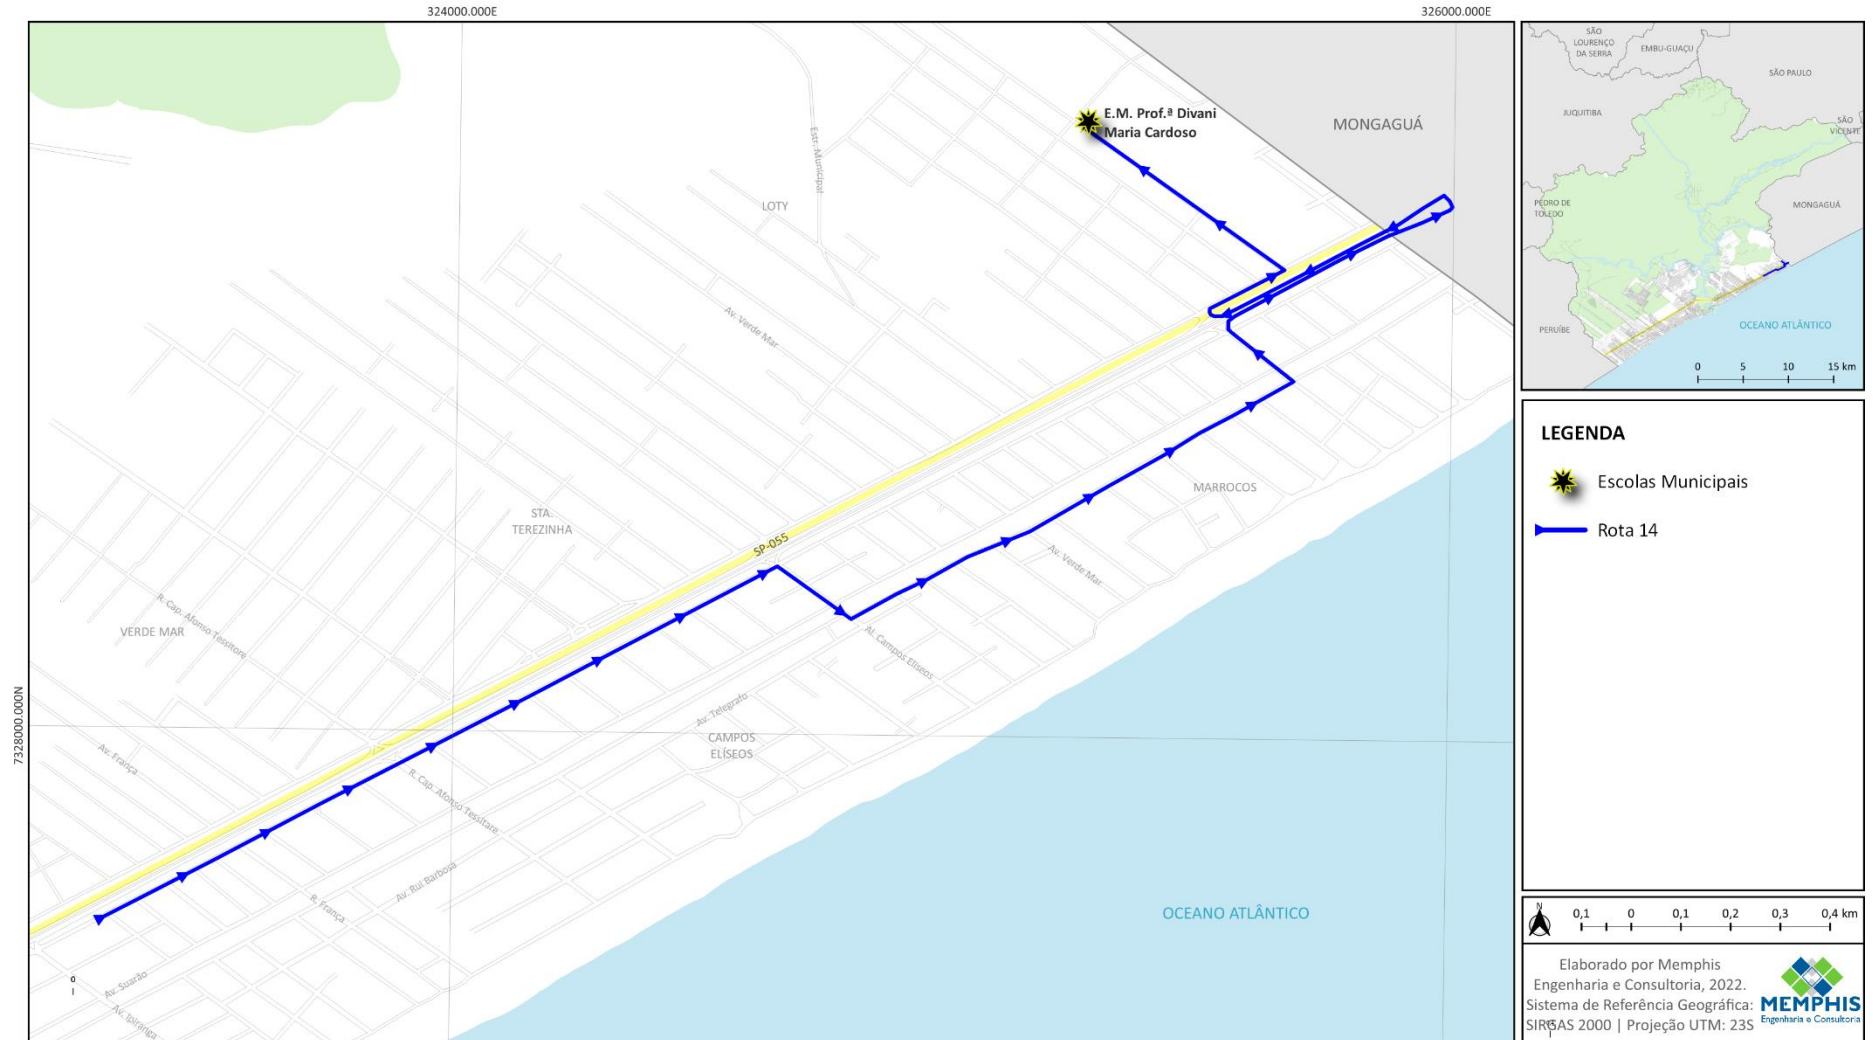 324000.000E
326000.000E
7328000.000N
E.M. Prof.ª Divani
Maria Cardoso
MONGAGUÁ
Estr. Municipal
LOTY
Av. Verde Mar
MARROCOS
STA.
TEREZINHA
SP-055
Av. Verde Mar
R. Cap. Afonso Tessitore
VERDE MAR
Al. Campos Elíseos
Av. Telegrafo
CAMPOS
ELÍSEOS
Av. França
R. Cap. Afonso Tessitare
Av. Rui Barbosa
R. França
OCEANO ATLÂNTICO
Av. Suarão
Av. Ipiranga
SÃO
LOURENÇO
DA SERRA
EMBU-GUAÇU
SÃO PAULO
JUQUITIBA
SÃO
VICENTE
PEDRO DE
TOLEDO
MONGAGUÁ
PERUÍBE
OCEANO ATLÂNTICO
0 5 10 15 km
LEGENDA
Escolas Municipais
Rota 14
N
0,1 0 0,1 0,2 0,3 0,4 km
Elaborado por Memphis
Engenharia e Consultoria, 2022.
Sistema de Referência Geográfica:
SIRGAS 2000 | Projeção UTM: 23S
MEMPHIS
Engenharia e Consultoria